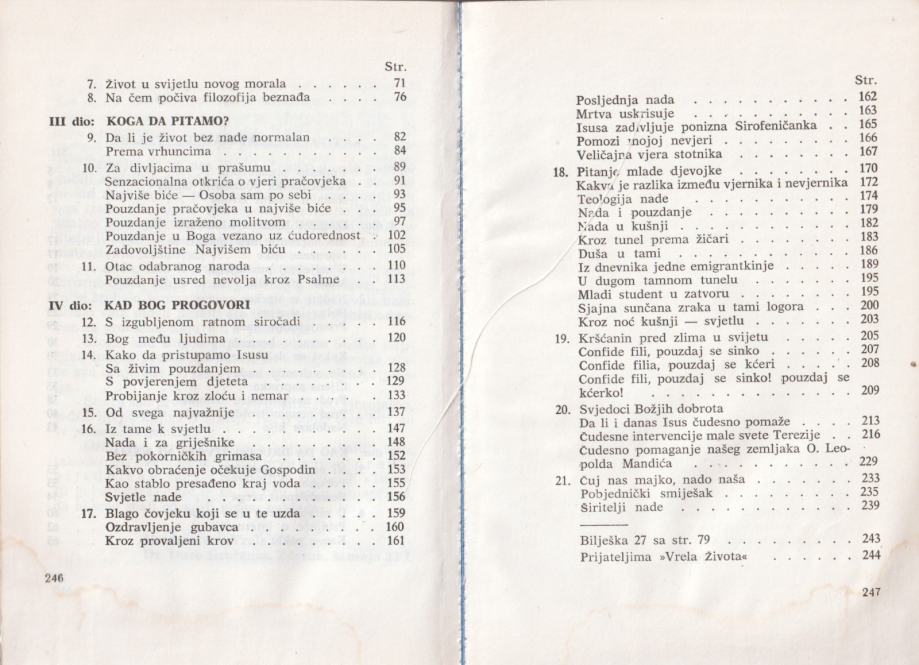 Str.
7. Život u svijetlu novog morala . . . . . . 71
8. Na čem počiva filozofija beznađa . . . . 76
III dio: KOGA DA PITAMO?
9. Da li je život bez nade normalan . . . . 82
Prema vrhuncima . . . . . . . . . . 84
10. Za divljacima u prašumu . . . . . . . 89
Senzacionalna otkrića o vjeri pračovjeka . . 91
Najviše biće — Osoba sam po sebi . . . . 93
Pouzdanje pračovjeka u najviše biće . . . 95
Pouzdanje izraženo molitvom . . . . . 97
Pouzdanje u Boga vezano uz ćudorednost . . 102
Zadovoljštine Najvišem biću . . . . . . 105
11. Otac odabranog naroda . . . . . . . 110
Pouzdanje usred nevolja kroz Psalme . . . 113
IV dio: KAD BOG PROGOVORI
12. S izgubljenom ratnom siročadi . . . . . 116
13. Bog među ljudima . . . . . . . . . 120
14. Kako da pristupamo Isusu
Sa živim pouzdanjem . . . . . . . . 128
S povjerenjem djeteta . . . . . . . . 129
Probijanje kroz zloću i nemar . . . . . 133
15. Od svega najvažnije . . . . . . . . 137
16. Iz tame k svjetlu . . . . . . . . . . 147
Nada i za griješnike . . . . . . . . 148
Bez pokorničkih grimasa . . . . . . . 152
Kakvo obraćenje očekuje Gospodin . . . . 153
Kao stablo presađeno kraj voda . . . . . 155
Svjetle nade . . . . . . . . . . . 156
17. Blago čovjeku koji se u te uzda . . . . 159
Ozdravljenje gubavca . . . . . . . . 160
Kroz provaljeni krov . . . . . . . . 161
246
Str.
Posljednja nada . . . . . . . . . . 162
Mrtva uskrisuje . . . . . . . . . . 163
Isusa zadivljuje ponizna Sirofeničanka . . 165
Pomozi mojoj nevjeri . . . . . . . . 166
Veličajna vjera stotnika . . . . . . . 167
18. Pitanje mlade djevojke . . . . . . . 170
Kakva je razlika između vjernika i nevjernika 172
Teologija nade . . . . . . . . . . 174
Nada i pouzdanje . . . . . . . . . 179
Nada u kušnji . . . . . . . . . . . 182
Kroz tunel prema žičari . . . . . . . 183
Duša u tami . . . . . . . . . . . 186
Iz dnevnika jedne emigrantkinje . . . . . 189
U dugom tamnom tunelu . . . . . . . 195
Mladi student u zatvoru . . . . . . . 195
Sjajna sunčana zraka u tami logora . . . 200
Kroz noć kušnji — svjetlu . . . . . . . 203
19. Kršćanin pred zlima u svijetu . . . . . 205
Confide fili, pouzdaj se sinko . . . . . 207
Confide filia, pouzdaj se kćeri . . . . . 208
Confide fili, pouzdaj se sinko! pouzdaj se
kćerko! . . . . . . . . . . . . . 209
20. Svjedoci Božjih dobrota
Da li i danas Isus čudesno pomaže . . . . 213
Čudesne intervencije male svete Terezije . . 216
Čudesno pomaganje našeg zemljaka O. Leo-
polda Mandića . . . . . . . . . . 229
21. Čuj nas majko, nado naša . . . . . . . 233
Pobjednički smiješak . . . . . . . . 235
Širitelji nade . . . . . . . . . . . 239
Bilješka 27 sa str. 79 . . . . . . . . . 243
Prijateljima »Vrela Života« . . . . . . 244
247